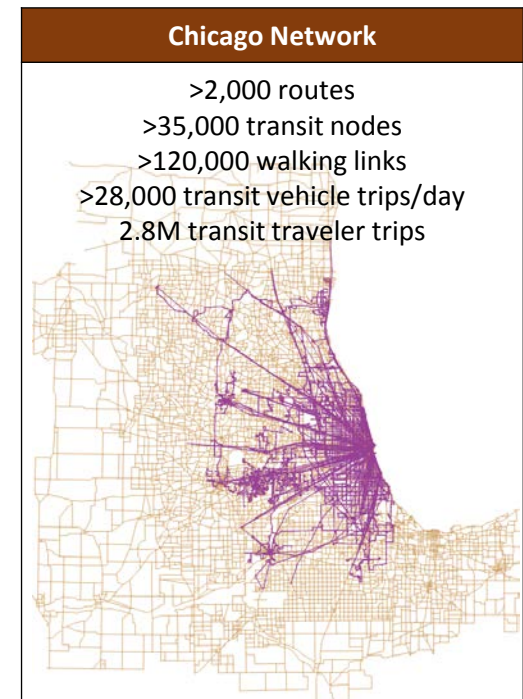 Chicago Network
>2,000 routes
>35,000 transit nodes
>120,000 walking links
>28,000 transit vehicle trips/day
2.8M transit traveler trips